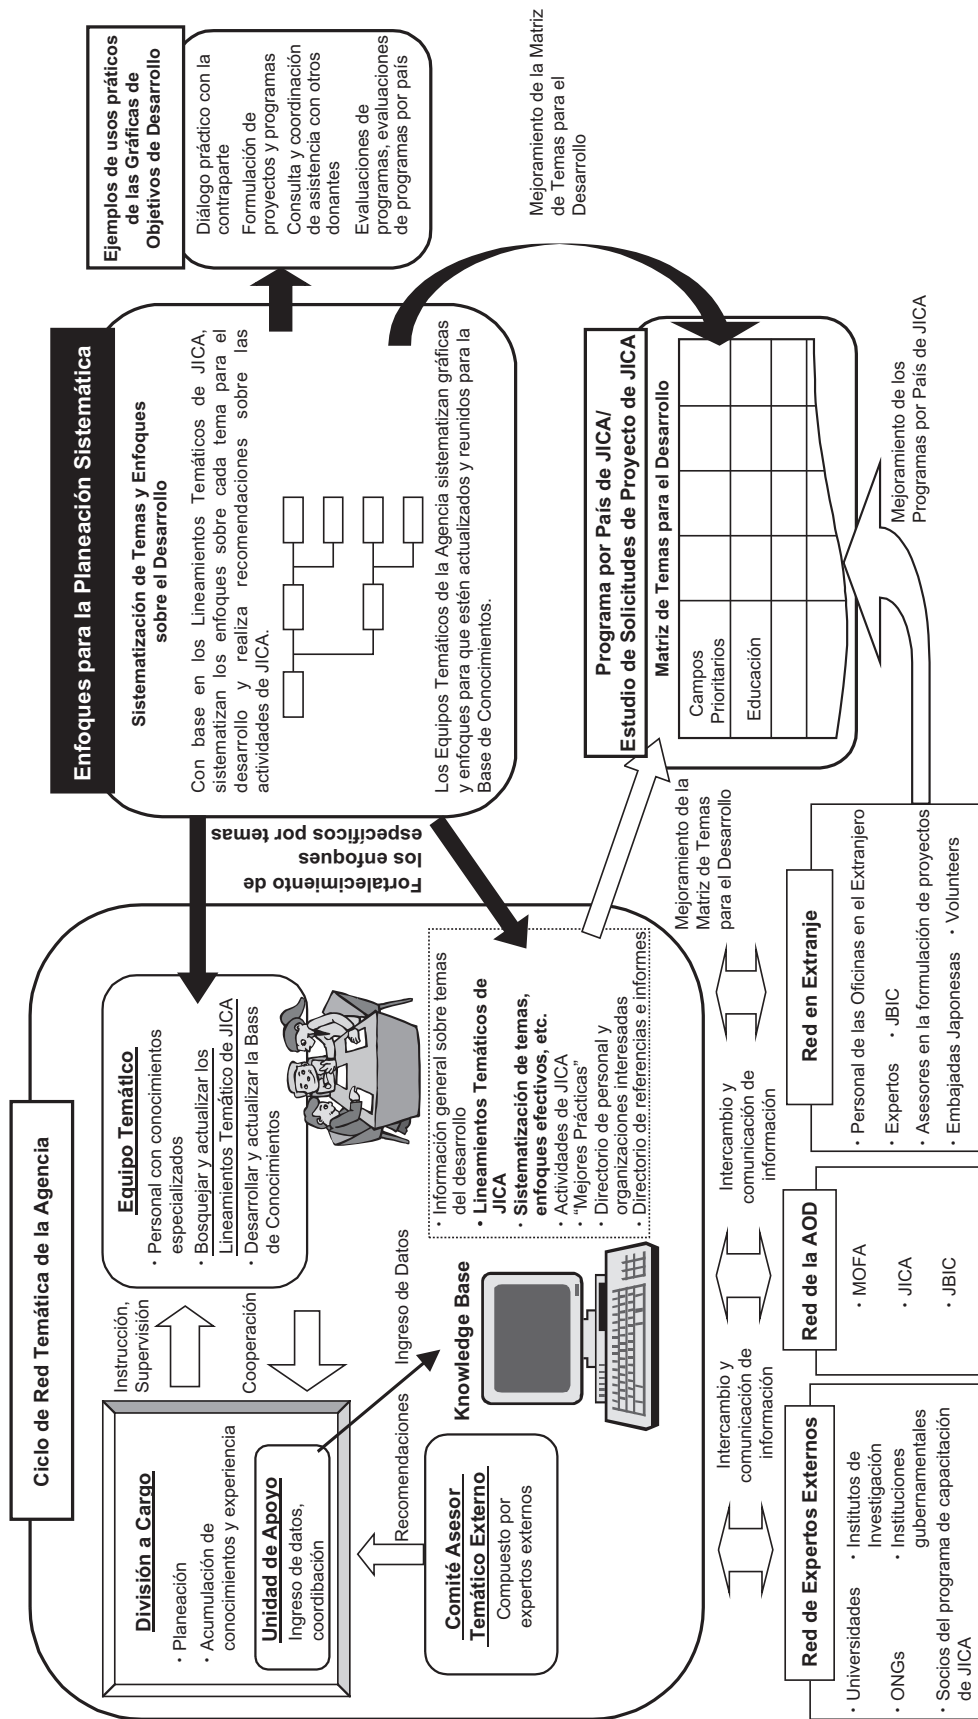 Ciclo de Red Temática de la Agencia
División a Cargo
· Planeación
· Acumulación de
conocimientos y experiencia
Unidad de Apoyo
Ingreso de datos,
coordibación
Instrucción,
Supervisión
Cooperación
Equipo Temático
· Personal con conocimientos
especializados
· Bosquejar y actualizar los
Lineamientos Temático de JICA
· Desarrollar y actualizar la Bass
de Conocimientos
Recomendaciones
Ingreso de Datos
Comité Asesor
Temático Externo
Compuesto por
expertos externos
Knowledge Base
· Información general sobre temas
del desarrollo
· Lineamientos Temáticos de
JICA
· Sistematización de temas,
enfoques efectivos, etc.
· Actividades de JICA
· "Mejores Prácticas"
· Directorio de personal y
organizaciones interesadas
· Directorio de referencias e informes
Fortalecimiento de
los enfoques
específicos por temas
Enfoques para la Planeación Sistemática
Sistematización de Temas y Enfoques
sobre el Desarrollo
Con base en los Lineamientos Temáticos de JICA,
sistematizan los enfoques sobre cada tema para el
desarrollo y realiza recomendaciones sobre las
actividades de JICA.
Los Equipos Temáticos de la Agencia sistematizan gráficas
y enfoques para que estén actualizados y reunidos para la
Base de Conocimientos.
Ejemplos de usos prácticos
de las Gráficas de
Objetivos de Desarrollo
Diálogo práctico con la
contraparte
Formulación de
proyectos y programas
Consulta y coordinación
de asistencia con otros
donantes
Evaluaciones de
programas, evaluaciones
de programas por país
Mejoramiento de la Matriz
de Temas para el
Desarrollo
Programa por País de JICA/
Estudio de Solicitudes de Proyecto de JICA
Matriz de Temas para el Desarrollo
Campos
Prioritarios
Educación
Mejoramiento de la
Matriz de Temas
para el Desarrollo
Mejoramiento de los
Programas por País de JICA
Intercambio y
comunicación de
información
Intercambio y
comunicación de
información
Red de Expertos Externos
· Universidades · Institutos de
Investigación
· ONGs · Instituciones
gubernamentales
· Socios del programa de capacitación
de JICA
Red de la AOD
· MOFA
· JICA
· JBIC
Red en Extranje
· Personal de las Oficinas en el Extranjero
· Expertos · JBIC
· Asesores en la formulación de proyectos
· Embajadas Japonesas · Volunteers